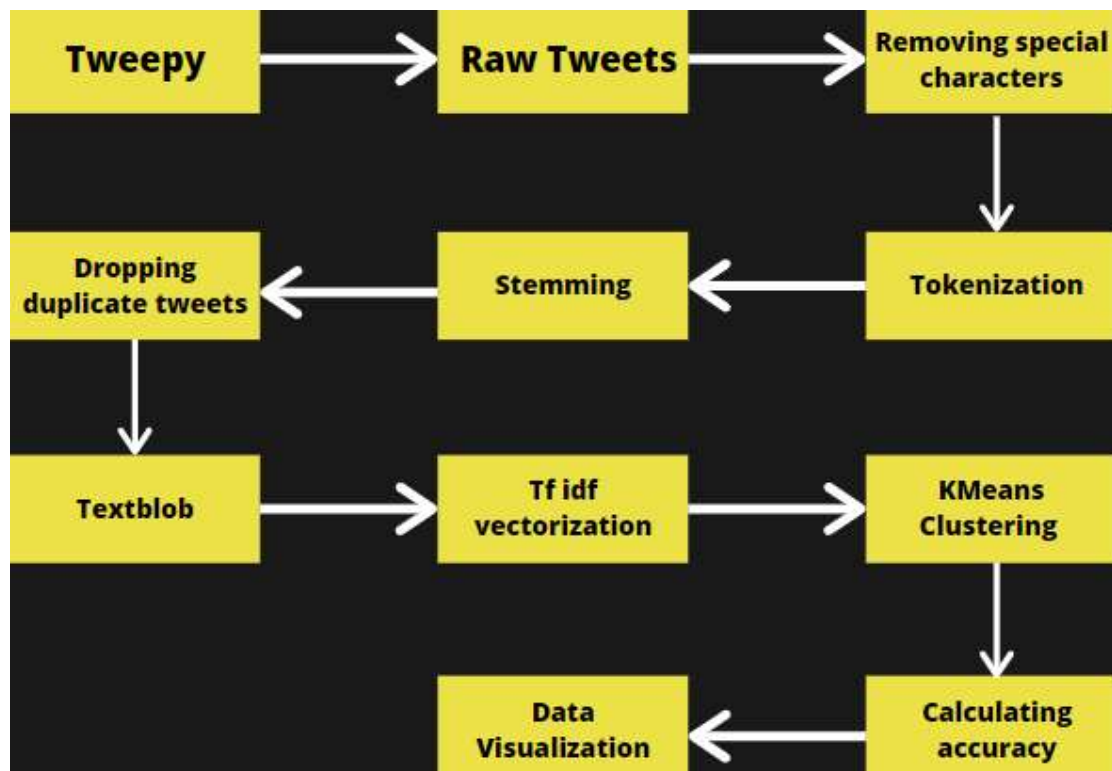 Tweepy
Raw Tweets
Removing special
characters
Tokenization
Stemming
Dropping
duplicate tweets
Textblob
Tf idf
vectorization
KMeans
Clustering
Calculating
accuracy
Data
Visualization